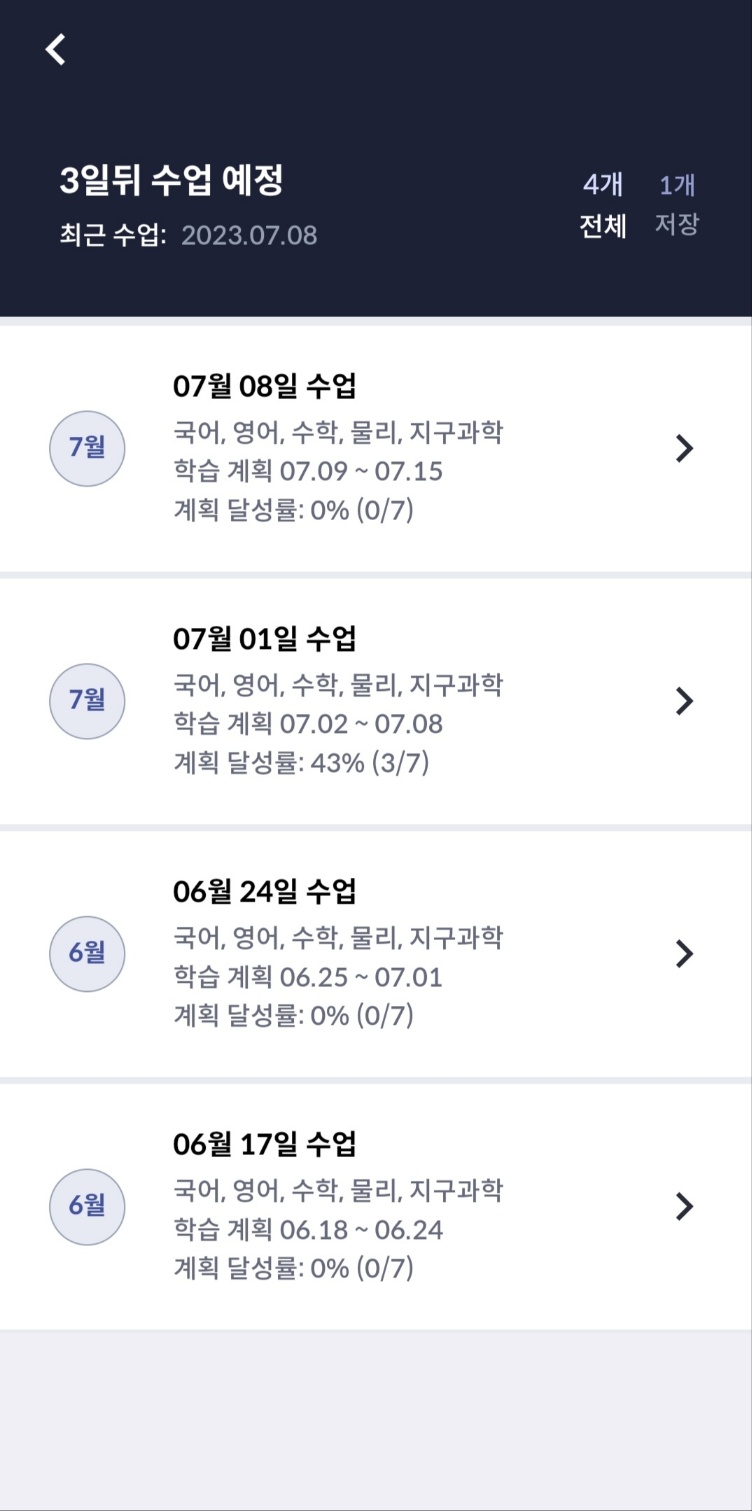 3일뒤 수업 예정
최근 수업: 2023.07.08
4개 1개
전체 저장
07월 08일 수업
7월
국어, 영어, 수학, 물리, 지구과학
학습 계획 07.09 ~ 07.15
계획 달성률: 0% (0/7)
07월 01일 수업
7월
국어, 영어, 수학, 물리, 지구과학
학습 계획 07.02 ~ 07.08
계획 달성률: 43% (3/7)
06월 24일 수업
6월
국어, 영어, 수학, 물리, 지구과학
학습 계획 06.25 ~ 07.01
계획 달성률: 0% (0/7)
06월 17일 수업
6월
국어, 영어, 수학, 물리, 지구과학
학습 계획 06.18 ~ 06.24
계획 달성률: 0% (0/7)